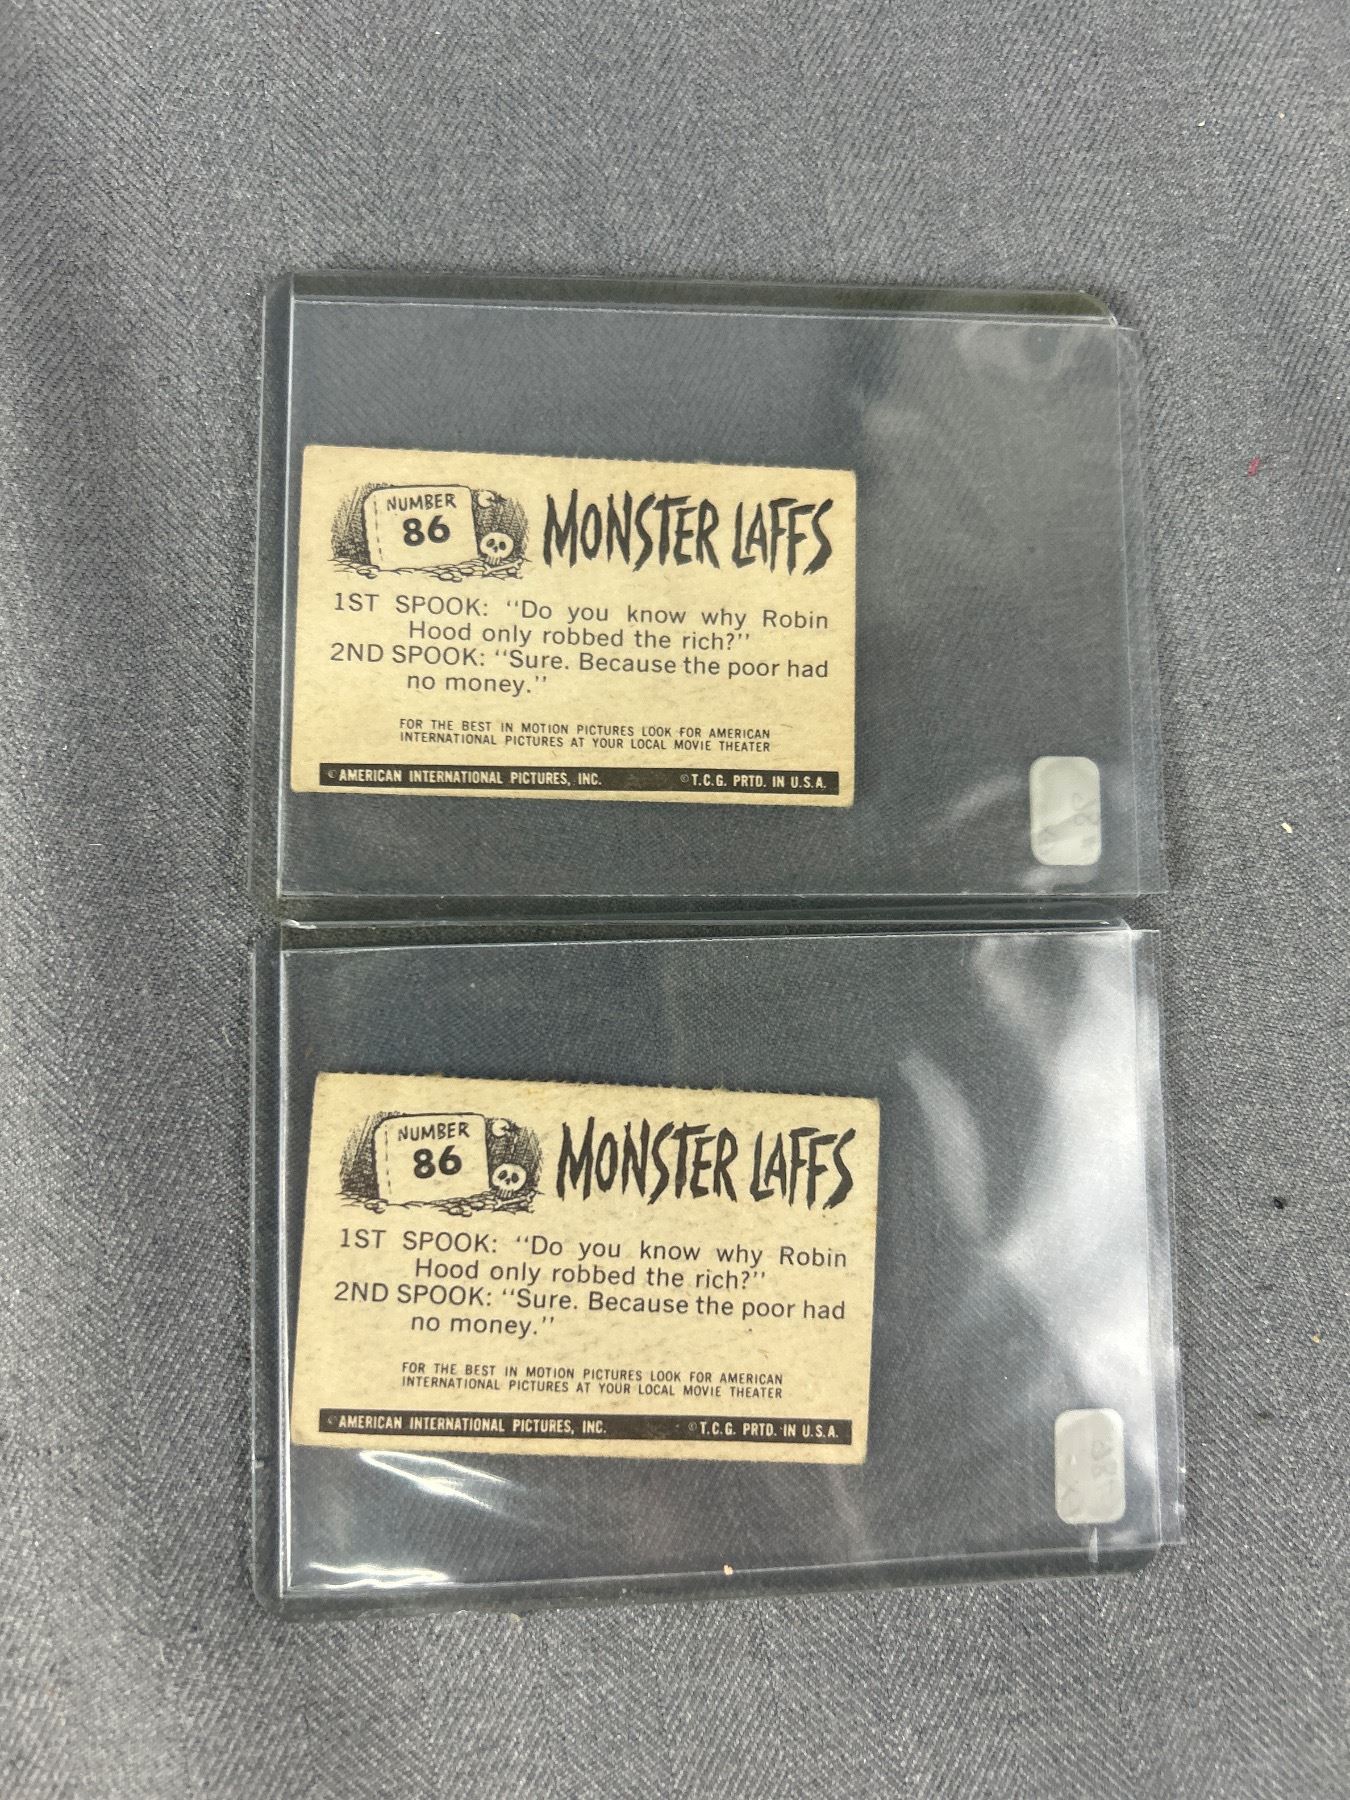 NUMBER
86
MONSTER LAFFS
1ST SPOOK: "Do you know why Robin
Hood only robbed the rich?"
2ND SPOOK: "Sure. Because the poor had
no money."
FOR THE BEST IN MOTION PICTURES LOOK FOR AMERICAN
INTERNATIONAL PICTURES AT YOUR LOCAL MOVIE THEATER
© AMERICAN INTERNATIONAL PICTURES, INC. © T.C.G. PRTD. IN U.S.A.
NUMBER
86
MONSTER LAFFS
1ST SPOOK: "Do you know why Robin
Hood only robbed the rich?"
2ND SPOOK: "Sure. Because the poor had
no money."
FOR THE BEST IN MOTION PICTURES LOOK FOR AMERICAN
INTERNATIONAL PICTURES AT YOUR LOCAL MOVIE THEATER
© AMERICAN INTERNATIONAL PICTURES, INC. © T.C.G. PRTD. IN U.S.A.